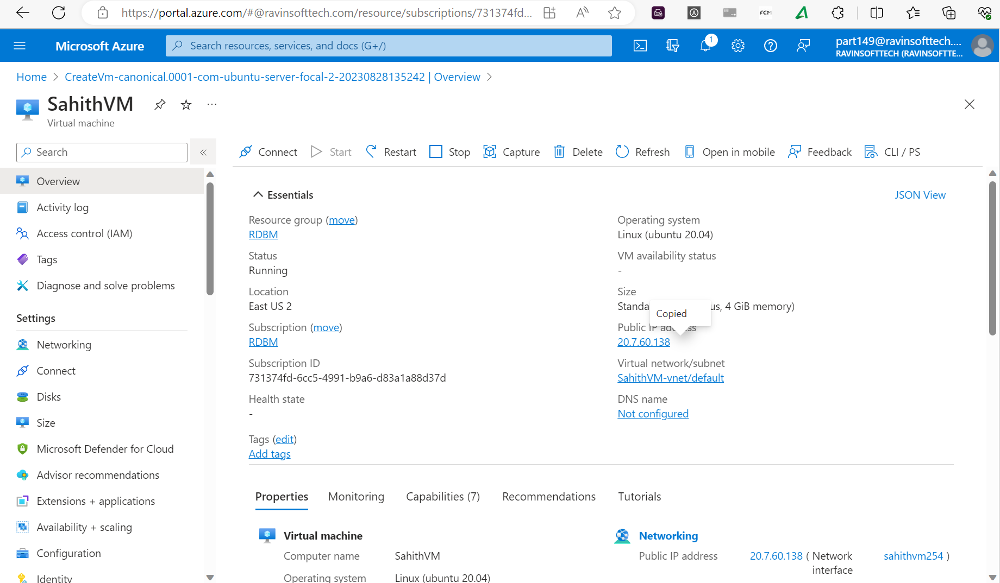 https://portal.azure.com/#@ravinsofttech.com/resource/subscriptions/731374fd...
FCM
Microsoft Azure
Search resources, services, and docs (G+/)
1
part149@ravinsofttech....
RAVINSOFTTECH (RAVINSOFTTE...
Home > CreateVm-canonical.0001-com-ubuntu-server-focal-2-20230828135242 | Overview >
SahithVM
...
Virtual machine
Search
«
Connect
Start
Restart
Stop
Capture
Delete
Refresh
Open in mobile
Feedback
CLI / PS
Overview
Activity log
Access control (IAM)
Tags
Diagnose and solve problems
Settings
Networking
Connect
Disks
Size
Microsoft Defender for Cloud
Advisor recommendations
Extensions + applications
Availability + scaling
Configuration
Identity
Essentials
JSON View
Resource group (move)
RDBM
Status
Running
Location
East US 2
Subscription (move)
RDBM
Subscription ID
731374fd-6cc5-4991-b9a6-d83a1a88d37d
Health state
-
Operating system
Linux (ubuntu 20.04)
VM availability status
-
Size
Standa us, 4 GiB memory)
Copied
Public IP address
20.7.60.138
Virtual network/subnet
SahithVM-vnet/default
DNS name
Not configured
Tags (edit)
Add tags
Properties
Monitoring
Capabilities (7)
Recommendations
Tutorials
Virtual machine
Computer name SahithVM
Operating system Linux (ubuntu 20.04)
Networking
Public IP address 20.7.60.138 ( Network interface sahithvm254 )